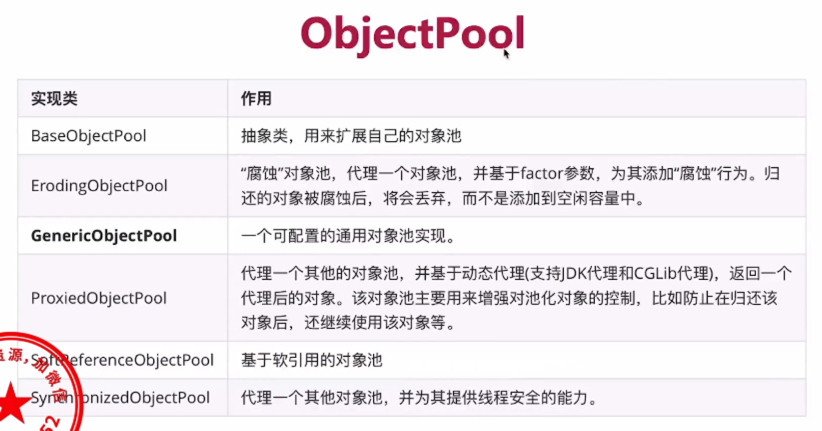 ObjectPool
实现类 作用
BaseObjectPool 抽象类，用来扩展自己的对象池
ErodingObjectPool “腐蚀”对象池，代理一个对象池，并基于factor参数，为其添加“腐蚀”行为。归
还的对象被腐蚀后，将会丢弃，而不是添加到空闲容量中。
GenericObjectPool 一个可配置的通用对象池实现。
ProxiedObjectPool 代理一个其他的对象池，并基于动态代理(支持JDK代理和CGLib代理)，返回一个
代理后的对象。该对象池主要用来增强对池化对象的控制，比如防止在归还该
对象后，还继续使用该对象等。
SoftReferenceObjectPool 基于软引用的对象池
SynchronizedObjectPool 代理一个其他对象池，并为其提供线程安全的能力。
源,加微信